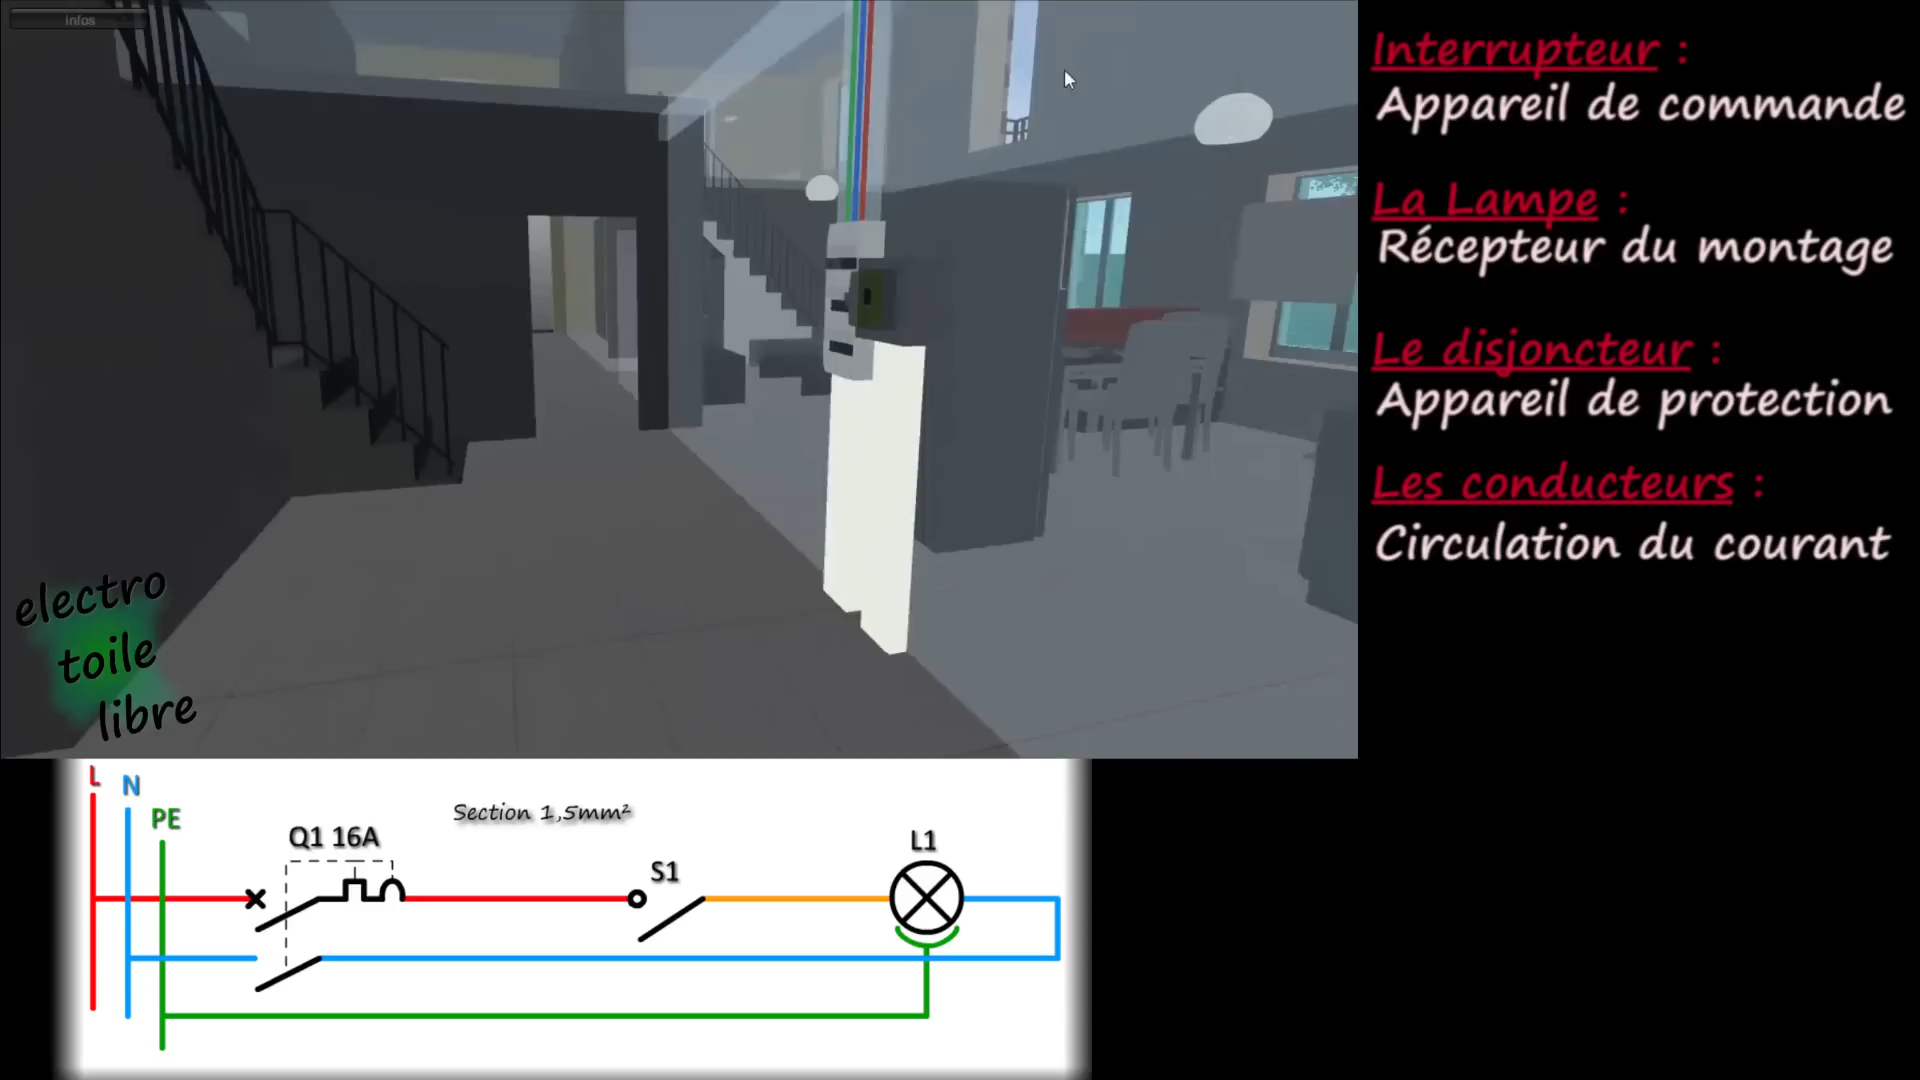 infos
Interrupteur :
Appareil de commande
La Lampe :
Récepteur du montage
Le disjoncteur :
Appareil de protection
Les conducteurs :
Circulation du courant
electro
toile
libre
L
N
PE
Section 1,5mm²
Q1 16A
S1
L1